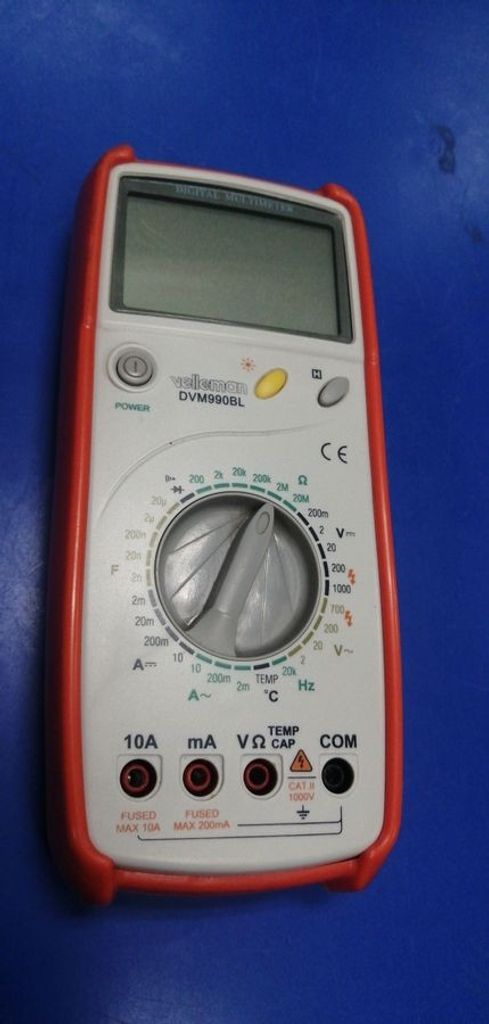 DIGITAL MULTIMETER
velleman
DVM990BL
POWER
H
CE
200 2k 20k 200k 2M 20M Ω
200m 2 20 200 1000 V
700 200 20 2 V~
20k Hz
TEMP °C
2m 200m 10 A~
10 200m 20m 2m A
F 2n 20n 200n 2µ 20µ
10A mA VΩ TEMP CAP COM
FUSED MAX 10A
FUSED MAX 200mA
CAT.II 1000V